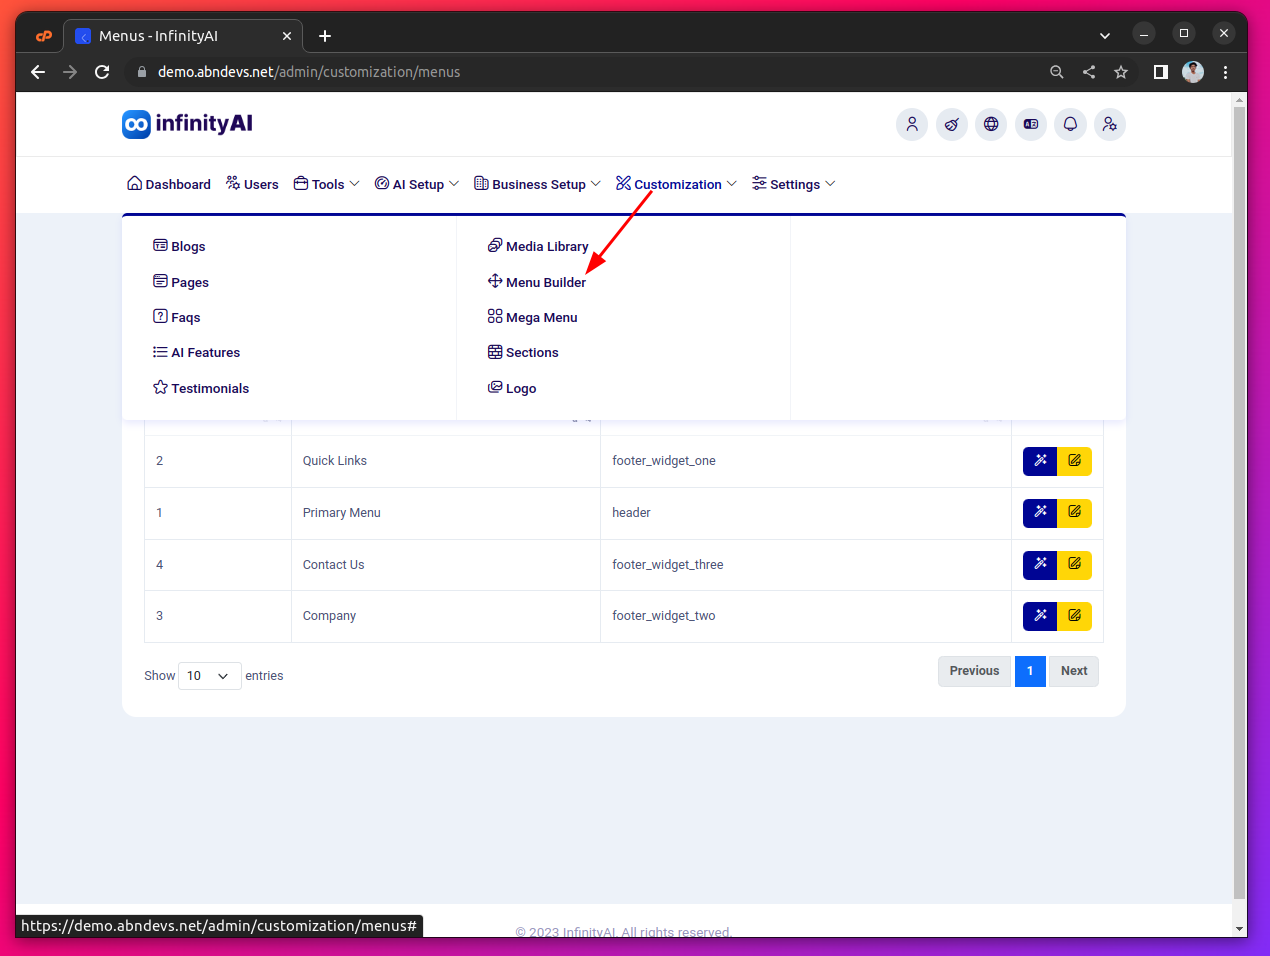 Menus - InfinityAI
demo.abndevs.net/admin/customization/menus
infinityAI
Dashboard Users Tools AI Setup Business Setup Customization Settings
Blogs Media Library
Pages Menu Builder
Faqs Mega Menu
AI Features Sections
Testimonials Logo
2 Quick Links footer_widget_one
1 Primary Menu header
4 Contact Us footer_widget_three
3 Company footer_widget_two
Show 10 entries Previous 1 Next
https://demo.abndevs.net/admin/customization/menus#
© 2023 InfinityAI. All rights reserved.